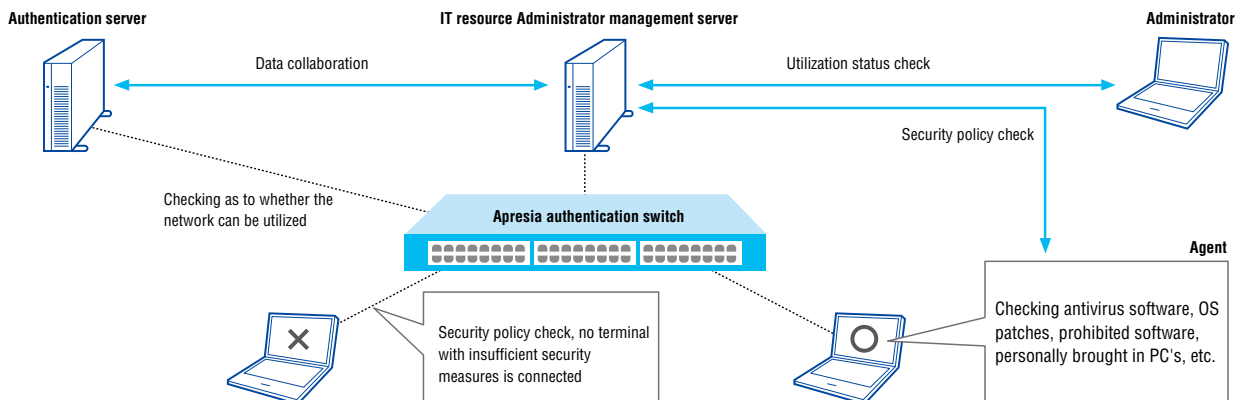 Authentication server
IT resource Administrator management server
Administrator
Data collaboration
Utilization status check
Security policy check
Checking as to whether the
network can be utilized
Apresia authentication switch
Agent
Security policy check, no terminal
with insufficient security
measures is connected
Checking antivirus software, OS
patches, prohibited software,
personally brought in PC's, etc.